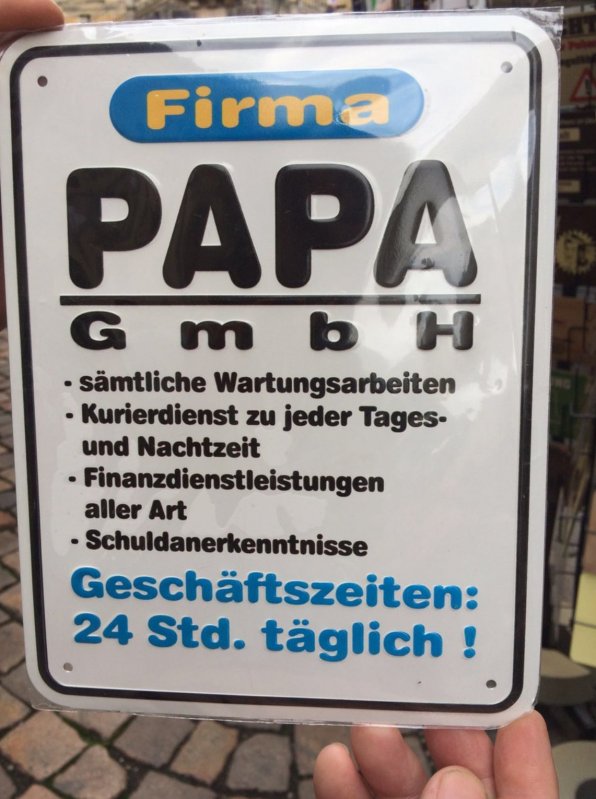 Firma
PAPA
GmbH
- sämtliche Wartungsarbeiten
- Kurierdienst zu jeder Tages-
und Nachtzeit
- Finanzdienstleistungen
aller Art
- Schuldanerkenntnisse
Geschäftszeiten:
24 Std. täglich !